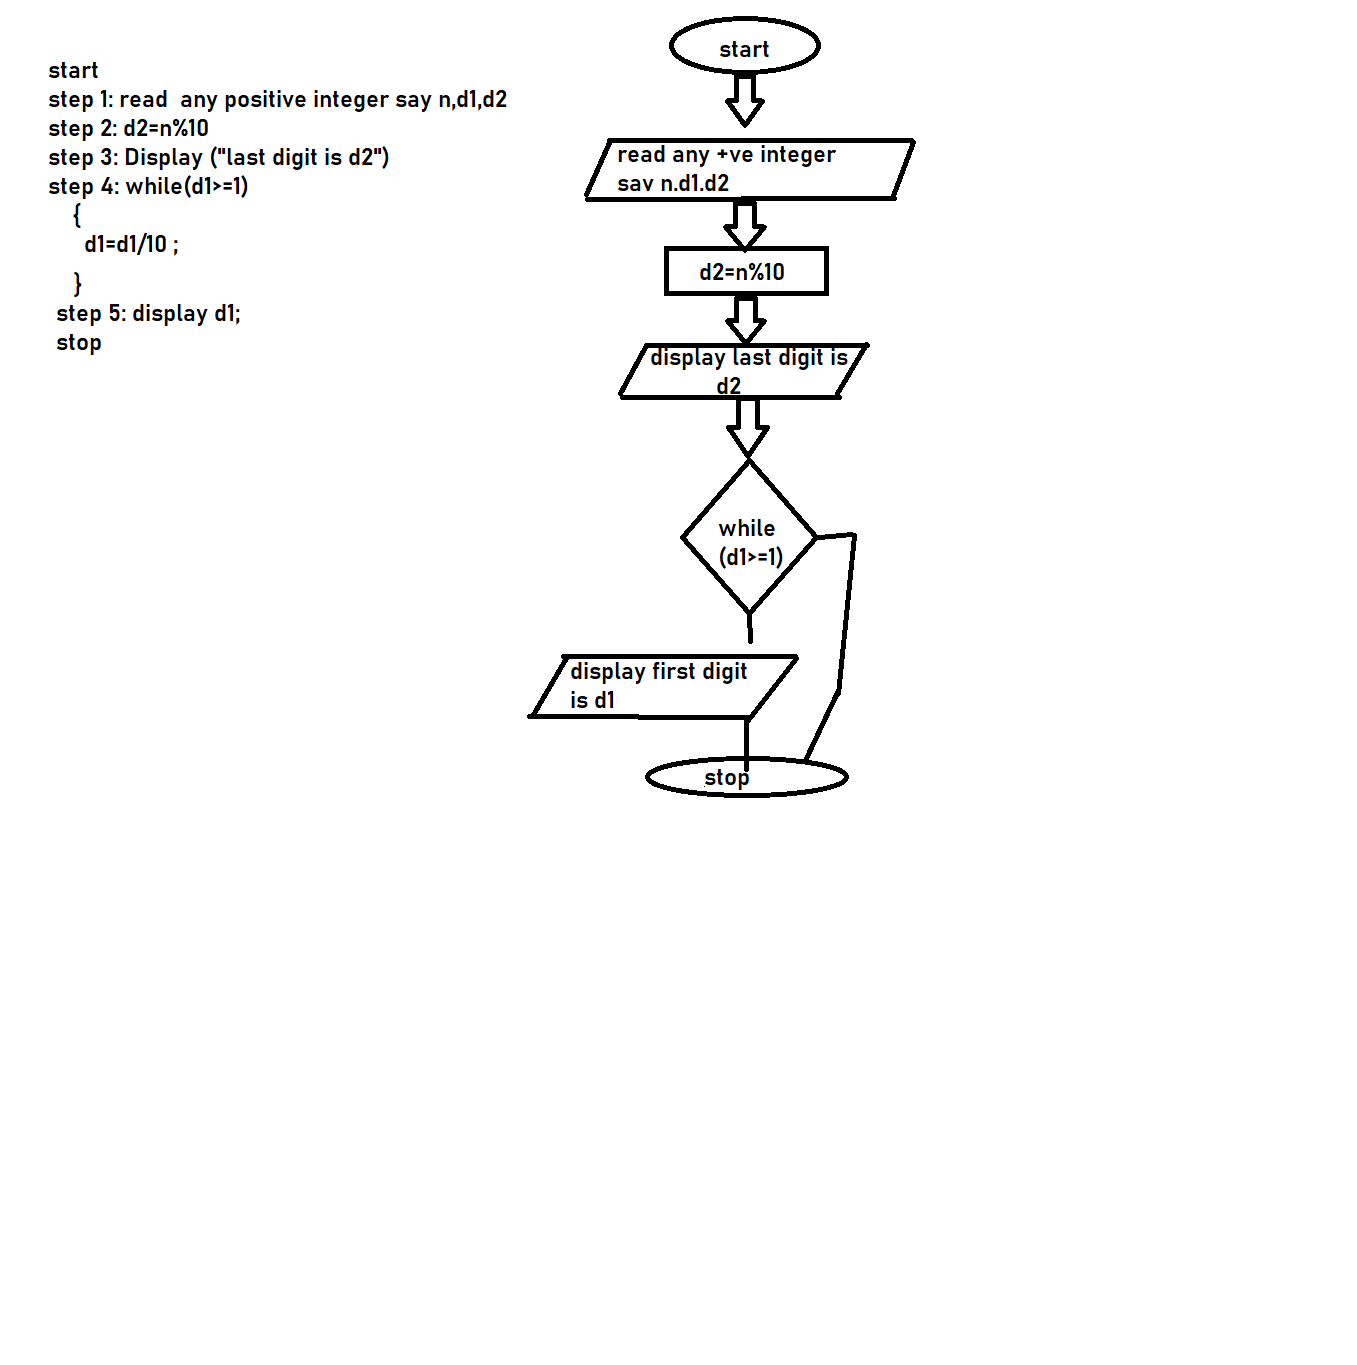 start
step 1: read  any positive integer say n,d1,d2
step 2: d2=n%10
step 3: Display ("last digit is d2")
step 4: while(d1>=1)
{
d1=d1/10 ;
}
step 5: display d1;
stop
start
read any +ve integer
sav n.d1.d2
d2=n%10
display last digit is
d2
while
(d1>=1)
display first digit
is d1
stop